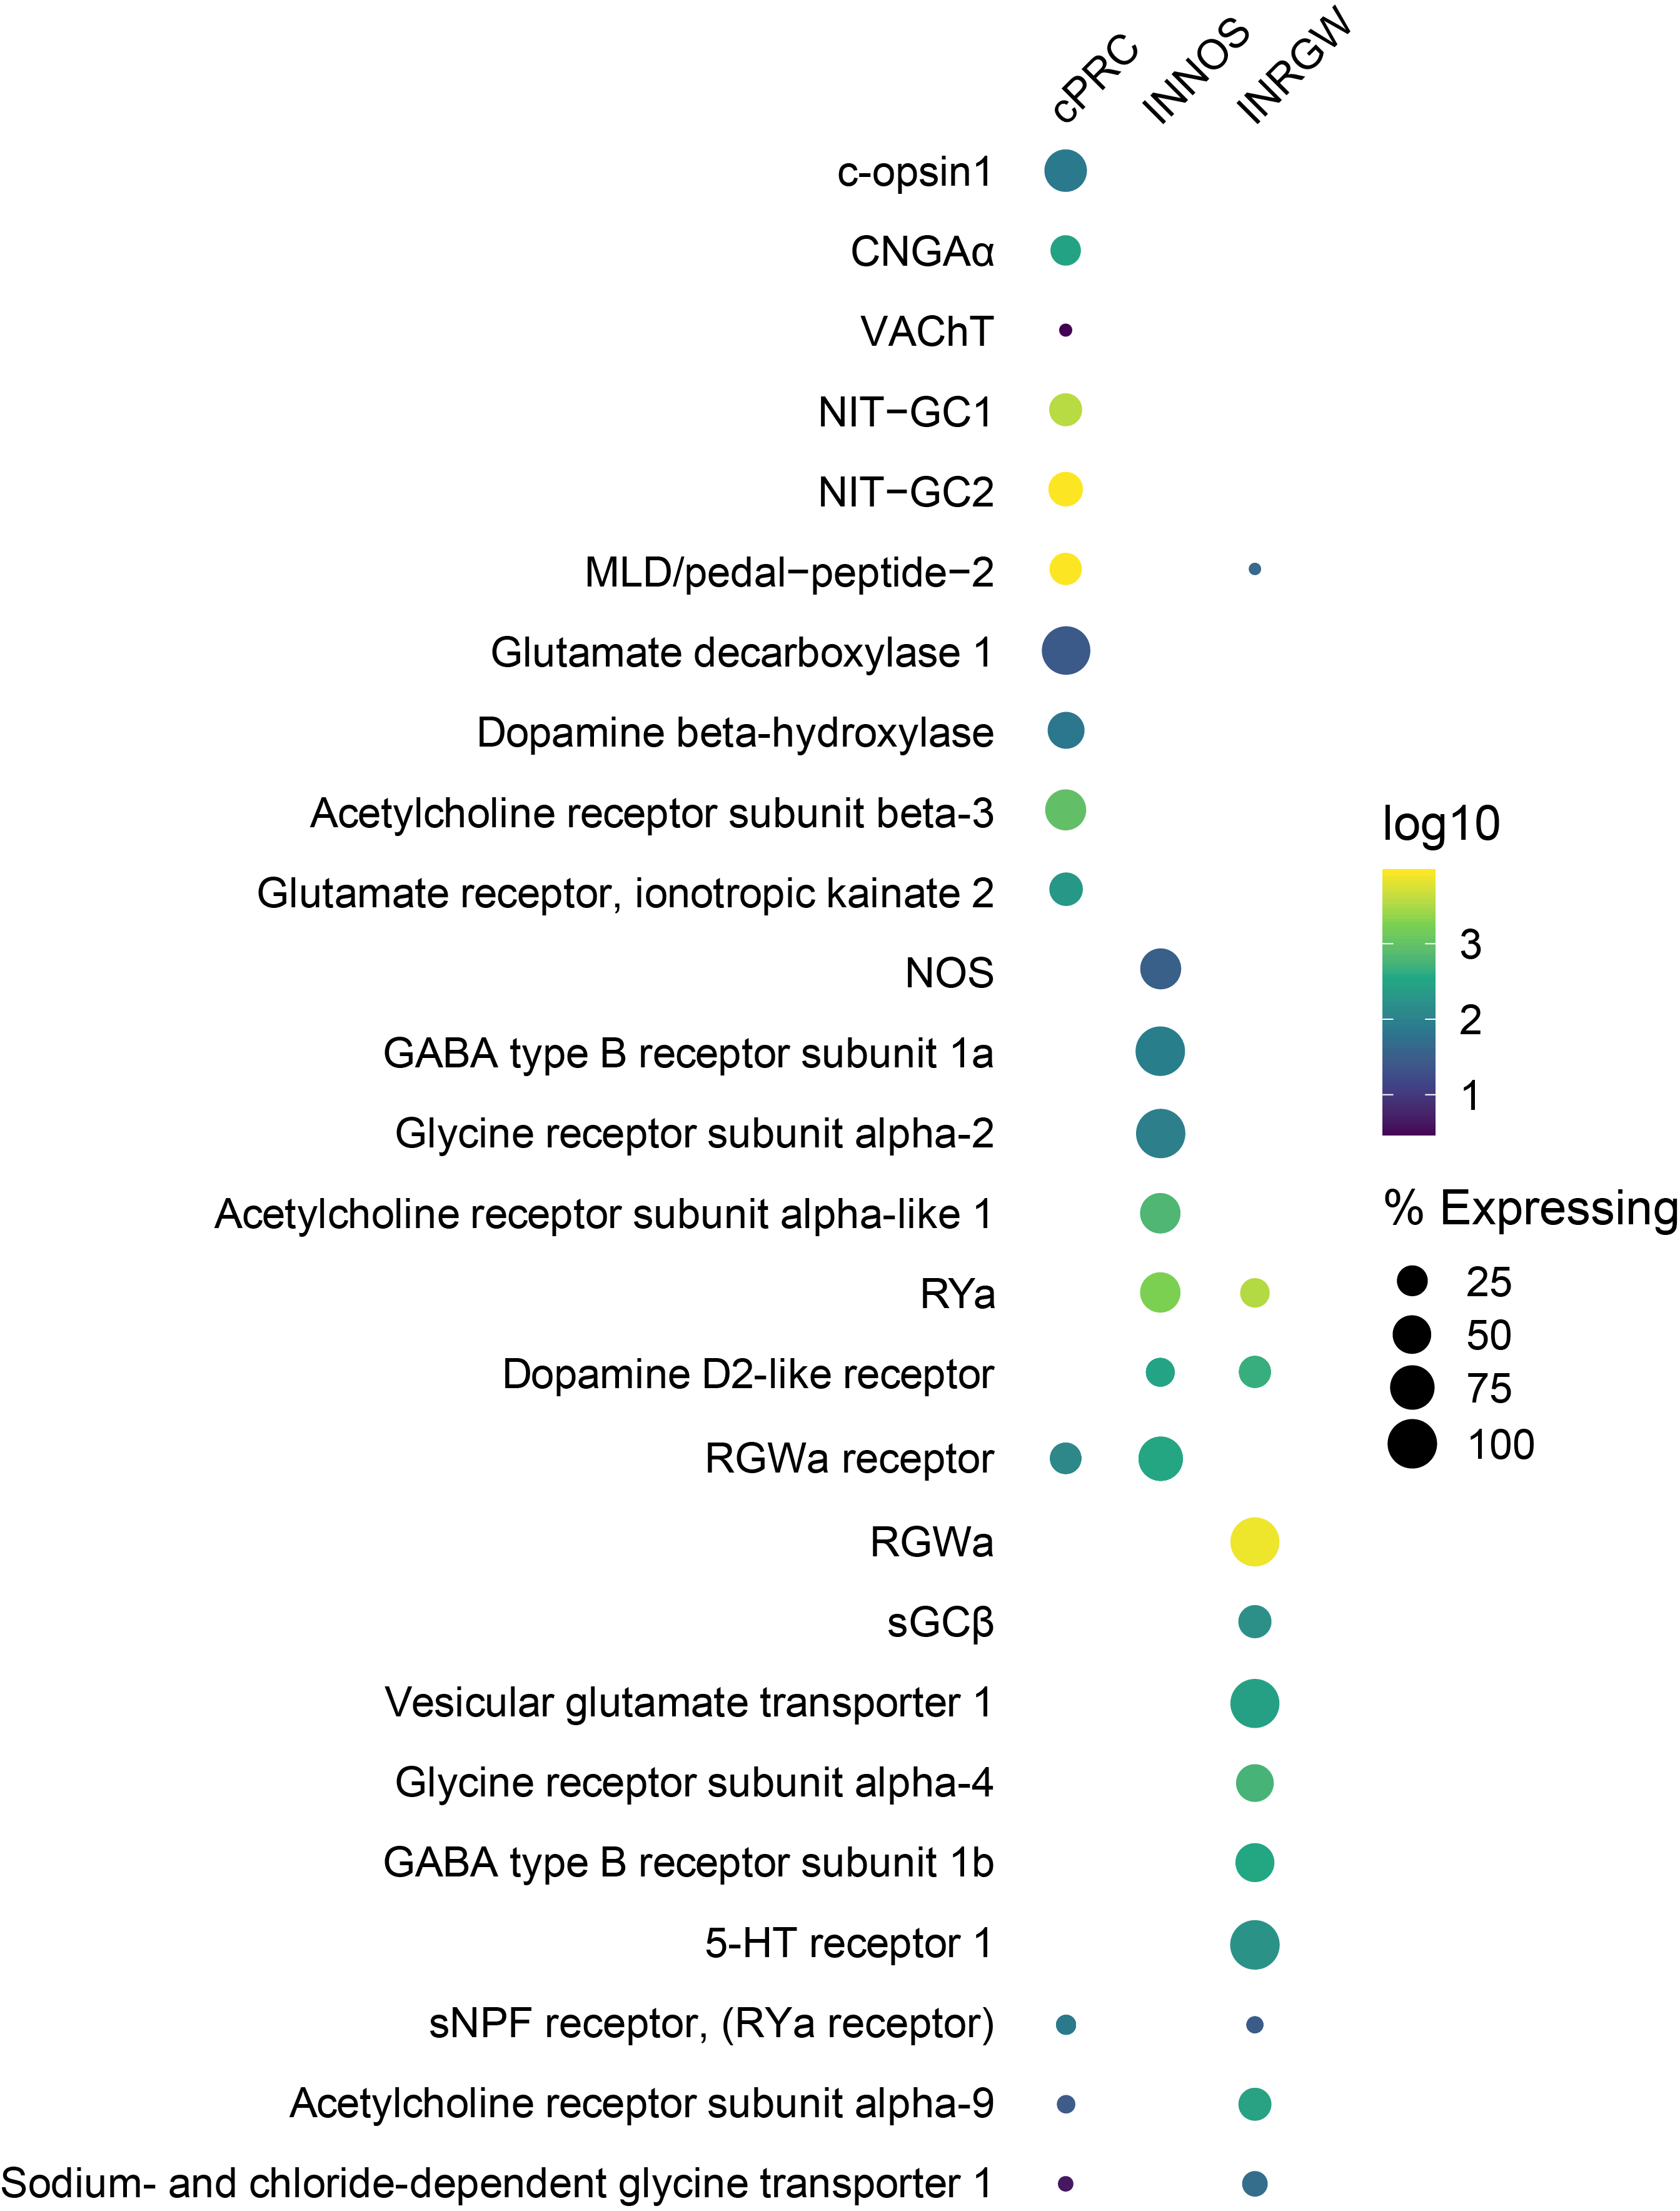 cPRC
INNOS
INRGW
c-opsin1
CNGAα
VAChT
NIT−GC1
NIT−GC2
MLD/pedal−peptide−2
Glutamate decarboxylase 1
Dopamine beta-hydroxylase
Acetylcholine receptor subunit beta-3
Glutamate receptor, ionotropic kainate 2
NOS
GABA type B receptor subunit 1a
Glycine receptor subunit alpha-2
Acetylcholine receptor subunit alpha-like 1
RYa
Dopamine D2-like receptor
RGWa receptor
RGWa
sGCβ
Vesicular glutamate transporter 1
Glycine receptor subunit alpha-4
GABA type B receptor subunit 1b
5-HT receptor 1
sNPF receptor, (RYa receptor)
Acetylcholine receptor subunit alpha-9
Sodium- and chloride-dependent glycine transporter 1
log10
3
2
1
% Expressing
25
50
75
100